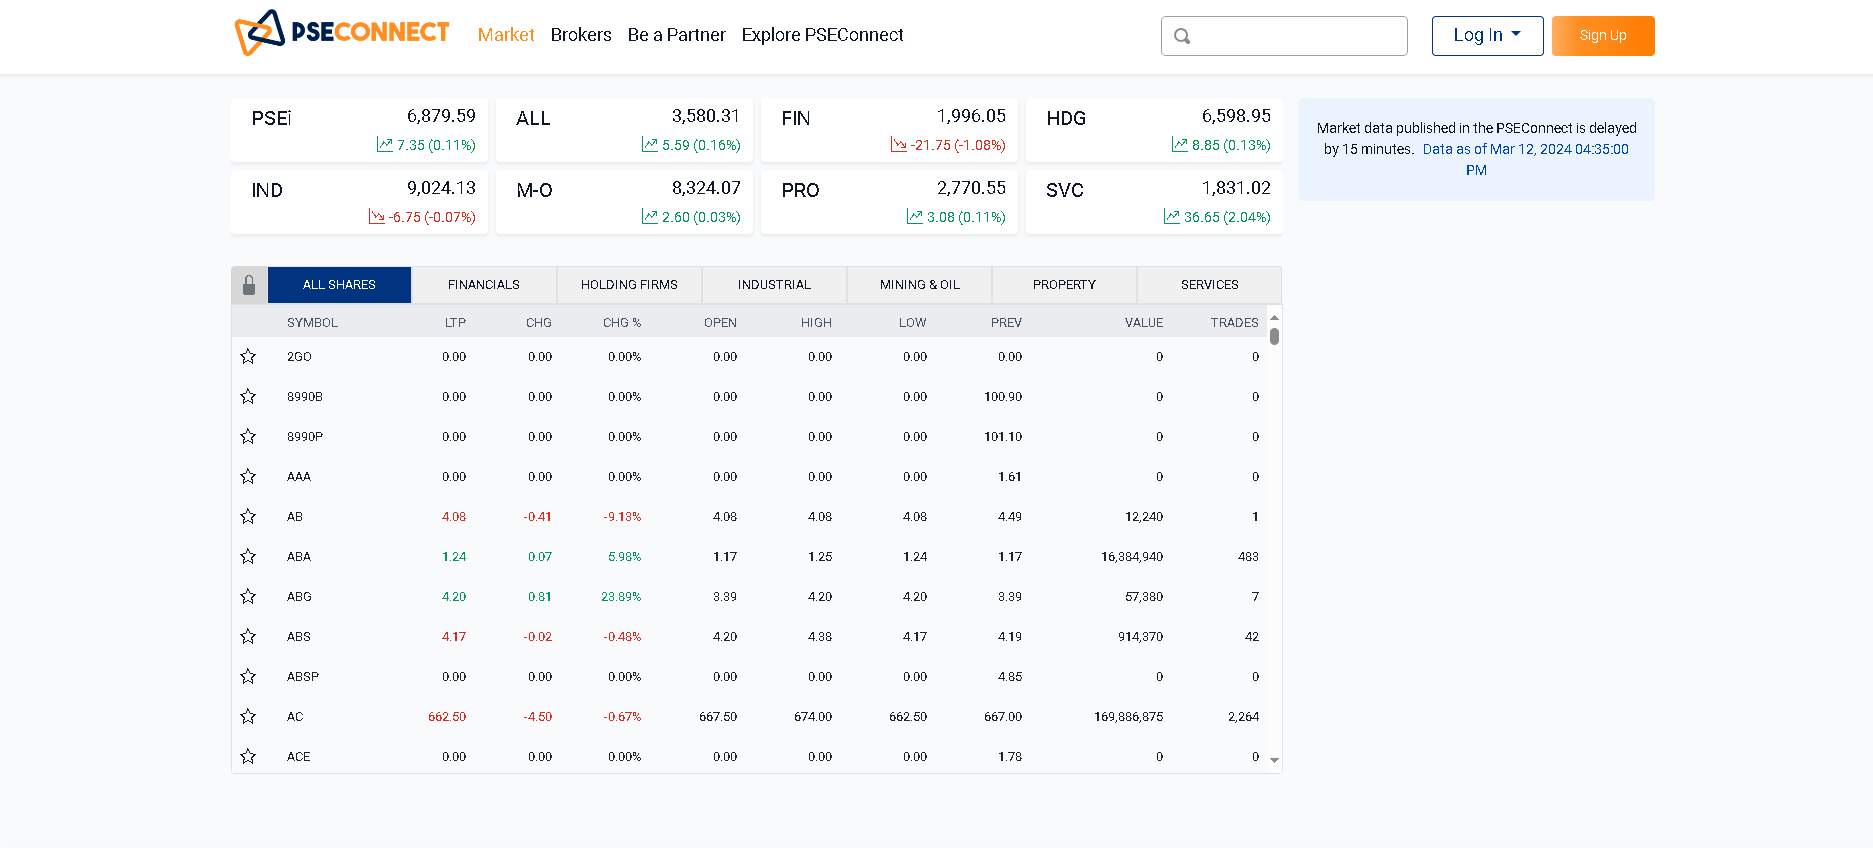 PSECONNECT Market Brokers Be a Partner Explore PSEConnect Log In Sign Up
PSEi 6,879.59 ALL 3,580.31 FIN 1,996.05 HDG 6,598.95
7.35 (0.11%) 5.59 (0.16%) -21.75 (-1.08%) 8.85 (0.13%)
IND 9,024.13 M-O 8,324.07 PRO 2,770.55 SVC 1,831.02
-6.75 (-0.07%) 2.60 (0.03%) 3.08 (0.11%) 36.65 (2.04%)
Market data published in the PSEConnect is delayed
by 15 minutes. Data as of Mar 12, 2024 04:35:00
PM
ALL SHARES FINANCIALS HOLDING FIRMS INDUSTRIAL MINING & OIL PROPERTY SERVICES
SYMBOL LTP CHG CHG % OPEN HIGH LOW PREV VALUE TRADES
2GO 0.00 0.00 0.00% 0.00 0.00 0.00 0.00 0 0
8990B 0.00 0.00 0.00% 0.00 0.00 0.00 100.90 0 0
8990P 0.00 0.00 0.00% 0.00 0.00 0.00 101.10 0 0
AAA 0.00 0.00 0.00% 0.00 0.00 0.00 1.61 0 0
AB 4.08 -0.41 -9.13% 4.08 4.08 4.08 4.49 12,240 1
ABA 1.24 0.07 5.98% 1.17 1.25 1.24 1.17 16,384,940 483
ABG 4.20 0.81 23.89% 3.39 4.20 4.20 3.39 57,380 7
ABS 4.17 -0.02 -0.48% 4.20 4.38 4.17 4.19 914,370 42
ABSP 0.00 0.00 0.00% 0.00 0.00 0.00 4.85 0 0
AC 662.50 -4.50 -0.67% 667.50 674.00 662.50 667.00 169,886,875 2,264
ACE 0.00 0.00 0.00% 0.00 0.00 0.00 1.78 0 0